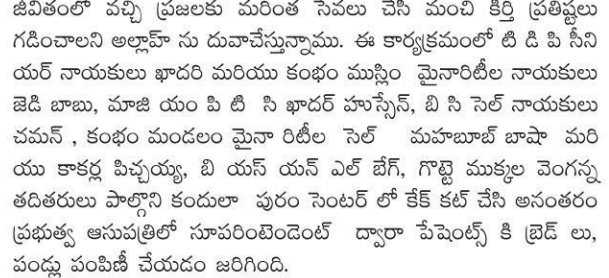 జీవితంలో వచ్చి ప్రజలకు మరింత సేవలు చేసి మంచి కీర్తి ప్రతిష్టలు
గడించాలని అల్లాహ్ ను దువాచేస్తున్నాము. ఈ కార్యక్రమంలో టి డి పి సీని
యర్ నాయకులు ఖాదరి మరియు కంభం ముస్లిం మైనారిటీల నాయకులు
జెడి బాబు, మాజి యం పి టి సి ఖాదర్ హుస్సేన్, బి సి సెల్ నాయకులు
చమన్ , కంభం మండలం మైనా రిటీల సెల్ మహబూబ్ బాషా మరి
యు కాకర్ల పిచ్చయ్య, బి యస్ యన్ ఎల్ బేగ్, గొట్టె ముక్కల వెంగన్న
తదితరులు పాల్గొని కందులా పురం సెంటర్ లో కేక్ కట్ చేసి అనంతరం
ప్రభుత్వ ఆసుపత్రిలో సూపరింటెండెంట్ ద్వారా పేషెంట్స్ కి బ్రెడ్ లు,
పండ్లు పంపిణీ చేయడం జరిగింది.